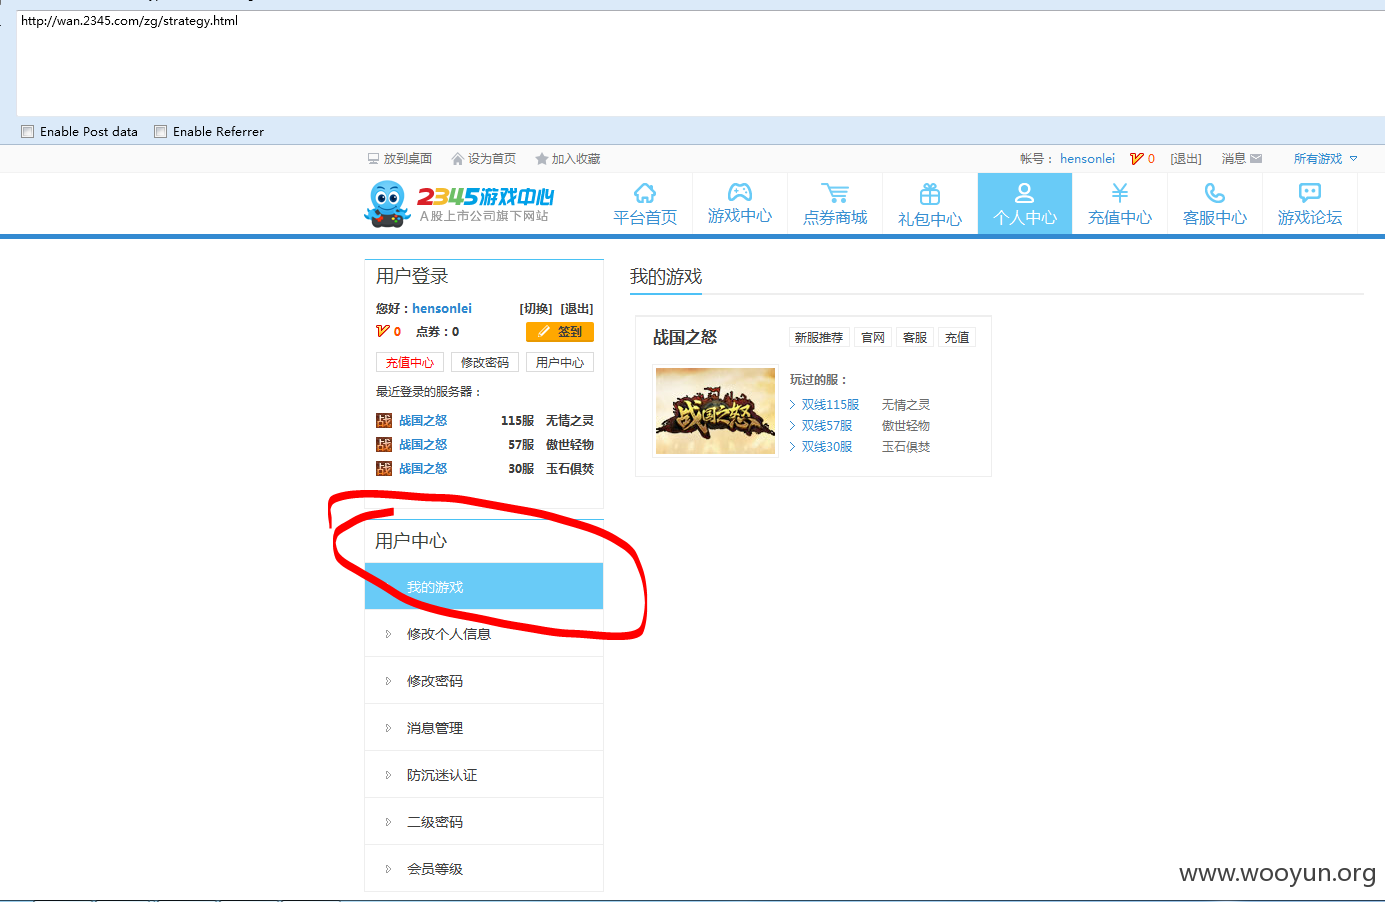 http://wan.2345.com/zg/strategy.html
Enable Post data Enable Referrer
放到桌面 设为首页 加入收藏 帐号： hensonlei 0 [退出] 消息 所有游戏
2345游戏中心
A股上市公司旗下网站
平台首页 游戏中心 点券商城 礼包中心 个人中心 充值中心 客服中心 游戏论坛
用户登录
您好：hensonlei [切换] [退出]
0 点券：0 签到
充值中心 修改密码 用户中心
最近登录的服务器：
战国之怒 115服 无情之灵
战国之怒 57服 傲世轻物
战国之怒 30服 玉石俱焚
我的游戏
战国之怒 新服推荐 官网 客服 充值
战国之怒
玩过的服：
双线115服 无情之灵
双线57服 傲世轻物
双线30服 玉石俱焚
用户中心
我的游戏
修改个人信息
修改密码
消息管理
防沉迷认证
二级密码
会员等级
www.wooyun.org